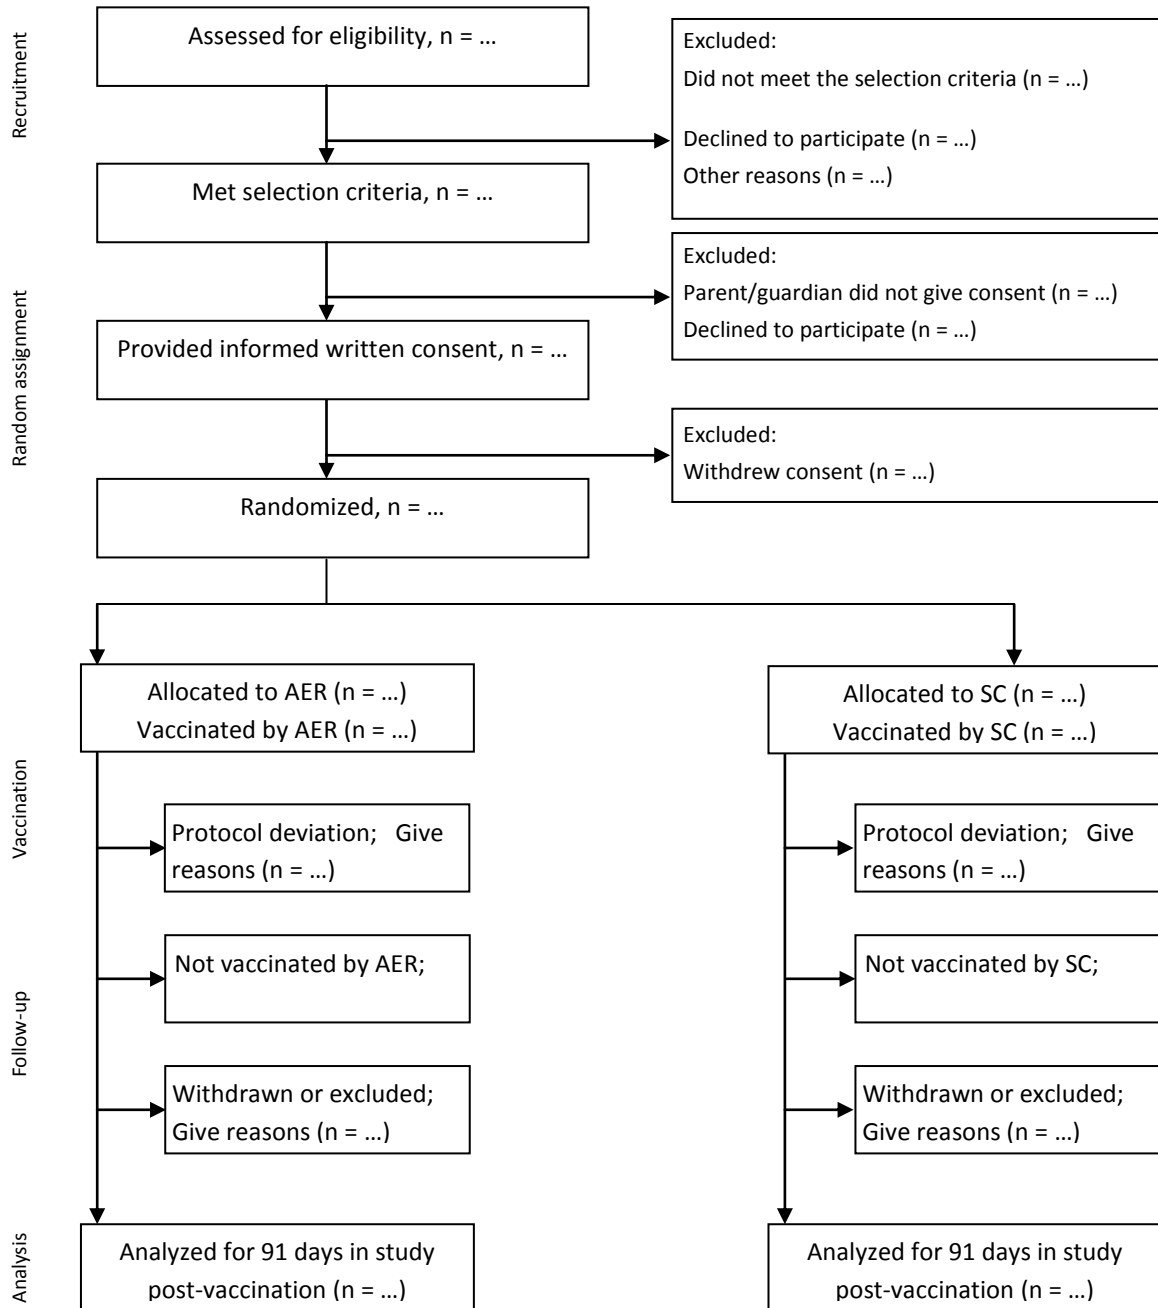 Recruitment
Assessed for eligibility, n = ...
Excluded:
Did not meet the selection criteria (n = ...)
Declined to participate (n = ...)
Other reasons (n = ...)
Met selection criteria, n = ...
Random assignment
Excluded:
Parent/guardian did not give consent (n = ...)
Declined to participate (n = ...)
Provided informed written consent, n = ...
Excluded:
Withdrew consent (n = ...)
Randomized, n = ...
Allocated to AER (n = ...)
Vaccinated by AER (n = ...)
Allocated to SC (n = ...)
Vaccinated by SC (n = ...)
Vaccination
Protocol deviation; Give
reasons (n = ...)
Protocol deviation; Give
reasons (n = ...)
Follow-up
Not vaccinated by AER;
Not vaccinated by SC;
Withdrawn or excluded;
Give reasons (n = ...)
Withdrawn or excluded;
Give reasons (n = ...)
Analysis
Analyzed for 91 days in study
post-vaccination (n = ...)
Analyzed for 91 days in study
post-vaccination (n = ...)